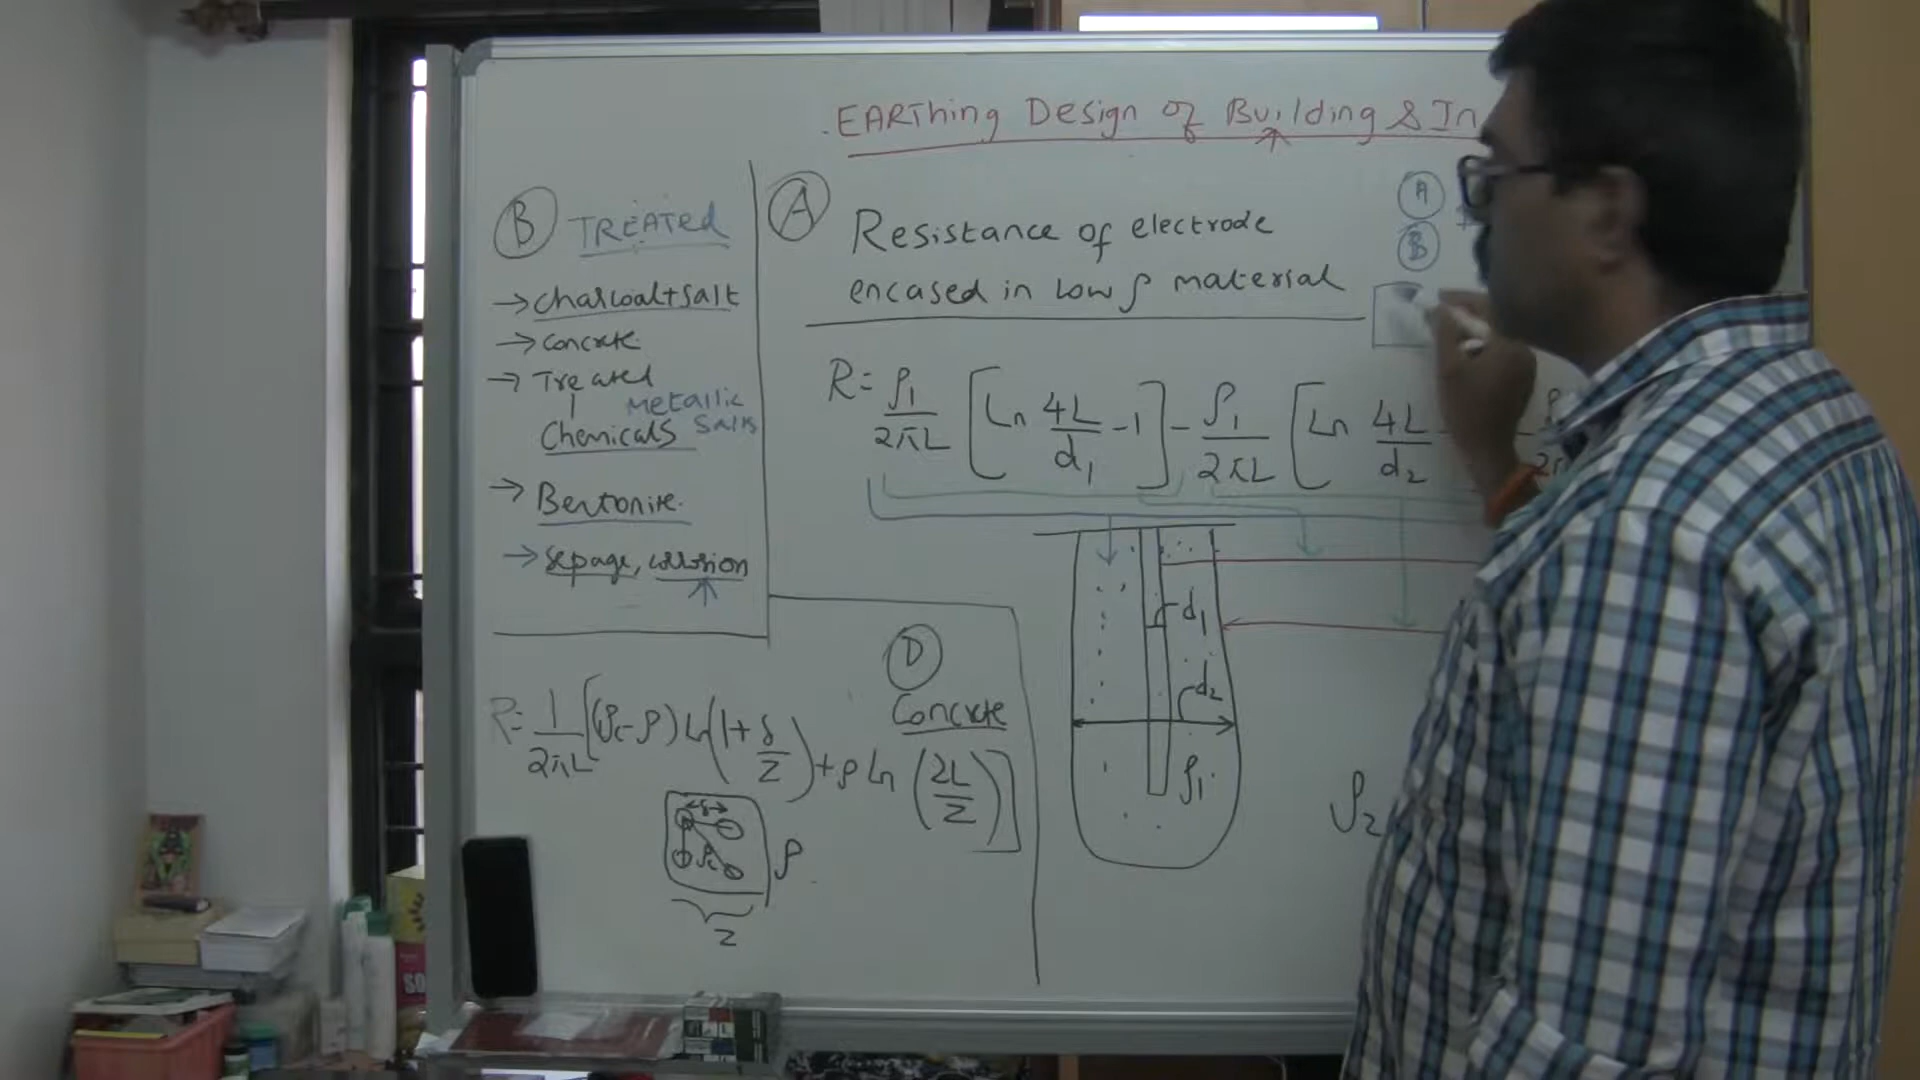 EARThing Design of Building & In
B TREATED
→ charcoal+salt
→ concrete
→ Treated
Metallic
Chemicals salts
→ Bentonite.
→ sepage, corrosion
A
Resistance of electrode
encased in Low ρ material
A
B
R = ρ₁/2πL [Ln 4L/d₁ - 1] - ρ₁/2πL [Ln 4L/d₂
d₁
d₂
ρ₁
ρ₂
D
Concrete
R = 1/2πL [(ρc - ρ) Ln(1 + δ/z) + ρ Ln (2L/z)]
δ
ρc
ρ
z
SO